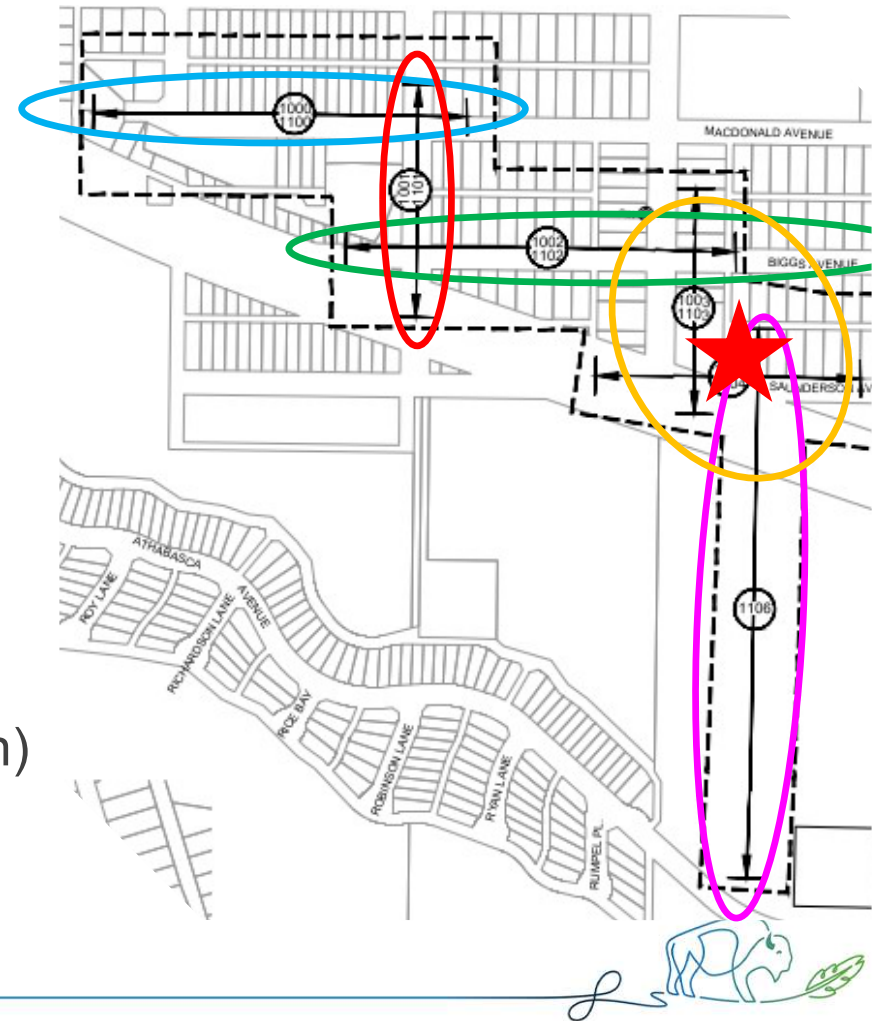 1000
1100
MACDONALD AVENUE
1001
1101
1002
1102
BIGGS AVENUE
1003
1103
SAUNDERSON AV
ATHABASCA
AVENUE
ROY LANE
RICHARDSON LANE
1106
RICE BAY
ROBINSON LANE
RYAN LANE
RUMPEL PL.
n)